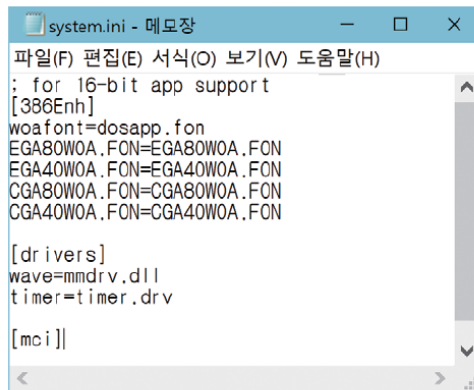 system.ini - 메모장
파일(F) 편집(E) 서식(O) 보기(V) 도움말(H)
; for 16-bit app support
[386Enh]
woafont=dosapp.fon
EGA80WOA.FON=EGA80WOA.FON
EGA40WOA.FON=EGA40WOA.FON
CGA80WOA.FON=CGA80WOA.FON
CGA40WOA.FON=CGA40WOA.FON

[drivers]
wave=mmdrv.dll
timer=timer.drv

[mci]